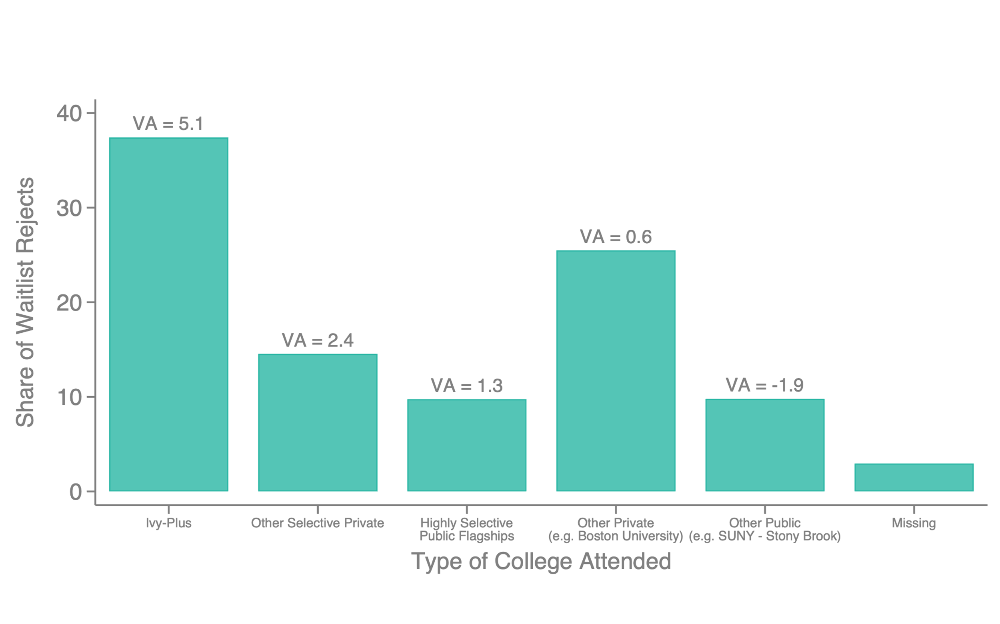 Share of Waitlist Rejects
40
30
20
10
0
VA = 5.1
VA = 2.4
VA = 1.3
VA = 0.6
VA = -1.9
Ivy-Plus
Other Selective Private
Highly Selective
Public Flagships
Other Private
(e.g. Boston University)
Other Public
(e.g. SUNY - Stony Brook)
Missing
Type of College Attended